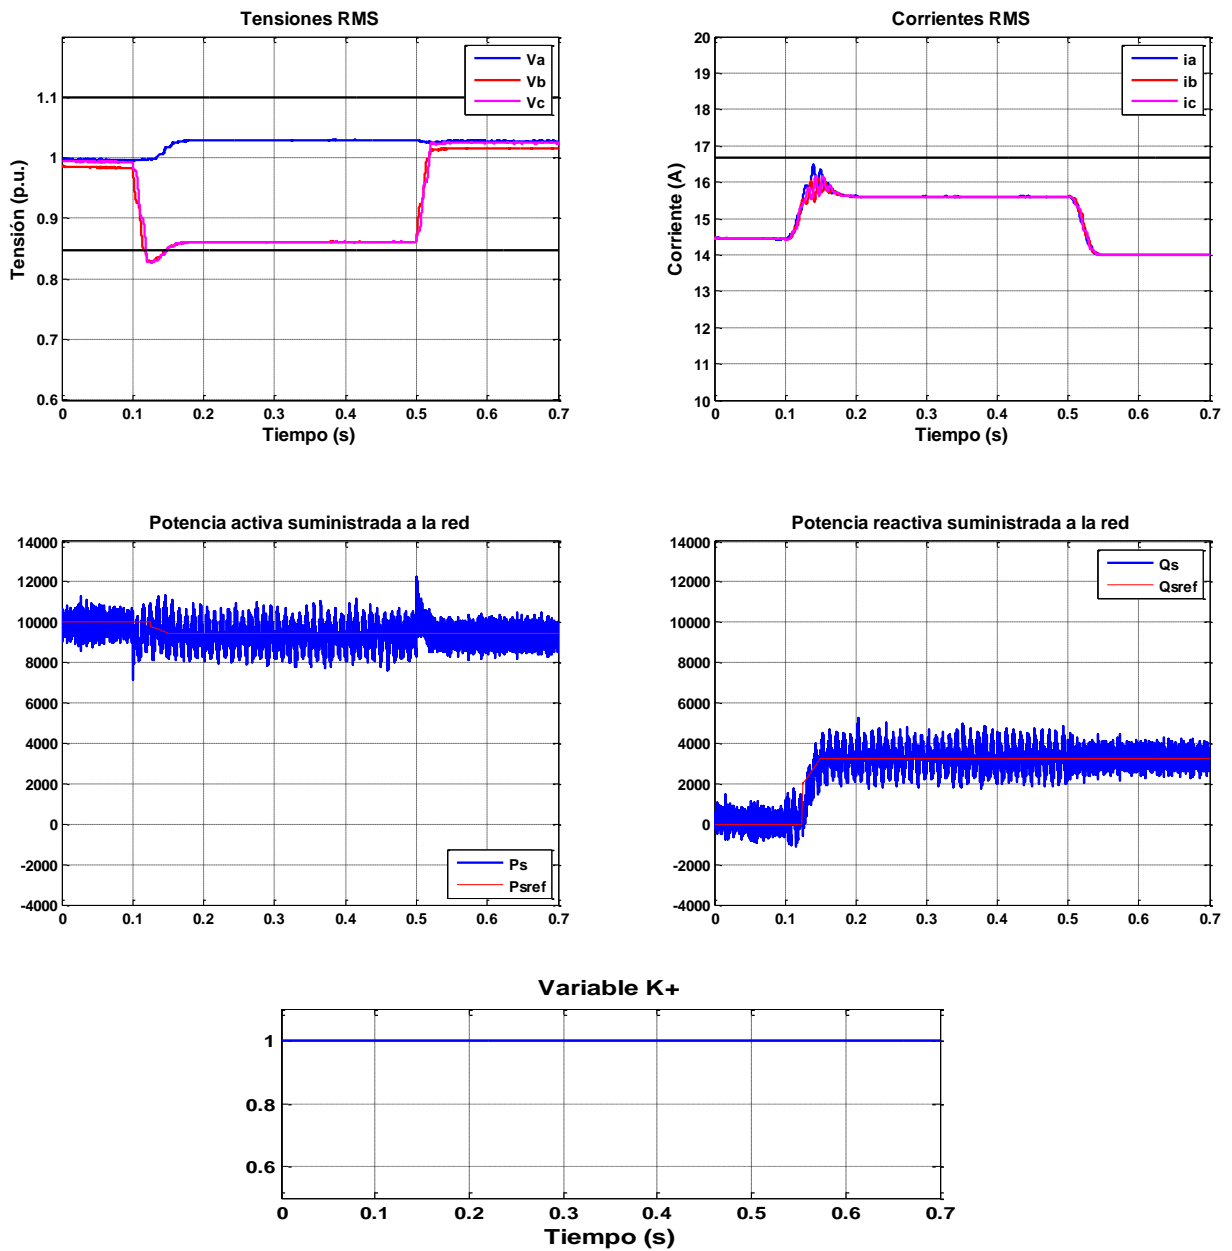 Tensiones RMS
Tensión (p.u.)
1.1
1
0.9
0.8
0.7
0.6
0 0.1 0.2 0.3 0.4 0.5 0.6 0.7
Tiempo (s)
Va
Vb
Vc
Corrientes RMS
Corriente (A)
20
19
18
17
16
15
14
13
12
11
10
0 0.1 0.2 0.3 0.4 0.5 0.6 0.7
Tiempo (s)
ia
ib
ic
Potencia activa suministrada a la red
14000
12000
10000
8000
6000
4000
2000
0
-2000
-4000
0 0.1 0.2 0.3 0.4 0.5 0.6 0.7
Ps
Psref
Potencia reactiva suministrada a la red
14000
12000
10000
8000
6000
4000
2000
0
-2000
-4000
0 0.1 0.2 0.3 0.4 0.5 0.6 0.7
Qs
Qsref
Variable K+
1
0.8
0.6
0 0.1 0.2 0.3 0.4 0.5 0.6 0.7
Tiempo (s)